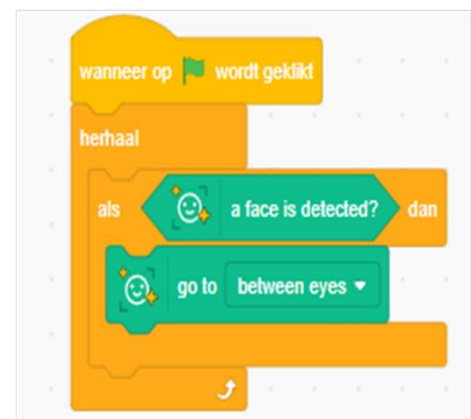 wanneer op wordt geklikt
herhaal
als a face is detected? dan
go to between eyes